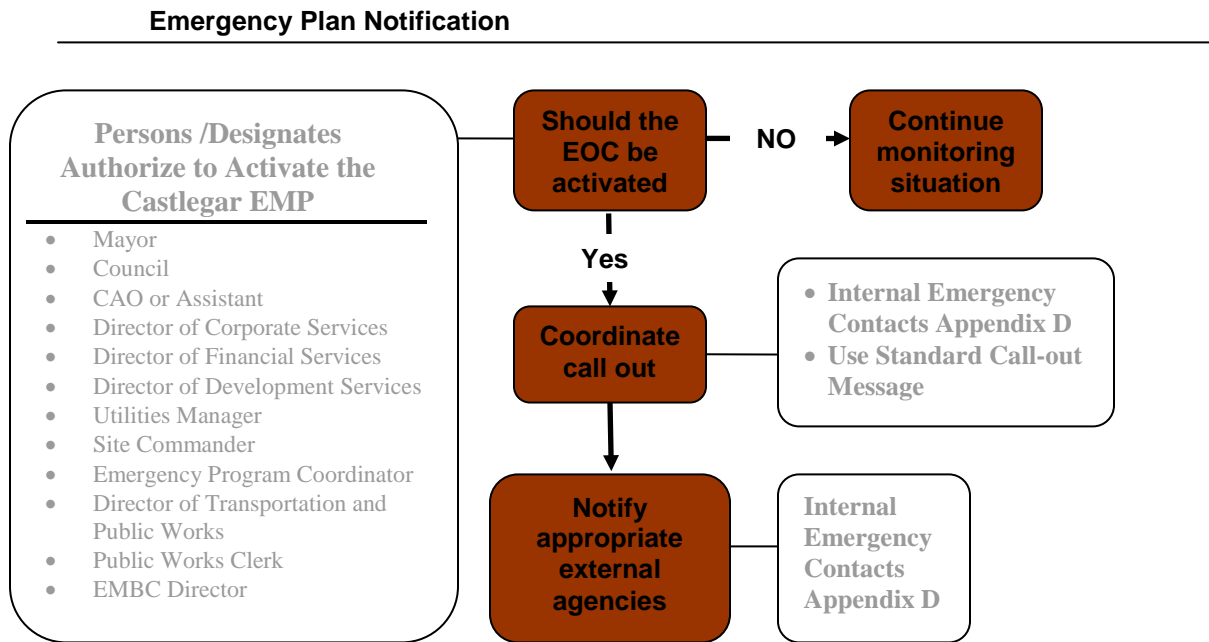 Emergency Plan Notification
Persons /Designates
Authorize to Activate the
Castlegar EMP
• Mayor
• Council
• CAO or Assistant
• Director of Corporate Services
• Director of Financial Services
• Director of Development Services
• Utilities Manager
• Site Commander
• Emergency Program Coordinator
• Director of Transportation and
Public Works
• Public Works Clerk
• EMBC Director
Should the
EOC be
activated
NO
Continue
monitoring
situation
Yes
Coordinate
call out
• Internal Emergency
Contacts Appendix D
• Use Standard Call-out
Message
Notify
appropriate
external
agencies
Internal
Emergency
Contacts
Appendix D